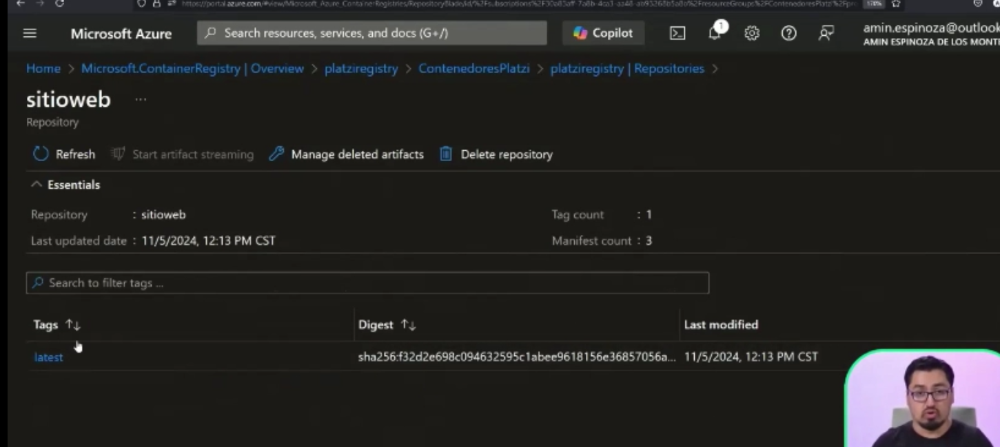 Microsoft Azure
Search resources, services, and docs (G+/)
Copilot
1
amin.espinoza@outlook
AMIN ESPINOZA DE LOS MONTE
Home > Microsoft.ContainerRegistry | Overview > platziregistry > ContenedoresPlatzi > platziregistry | Repositories >
sitioweb ...
Repository
Refresh Start artifact streaming Manage deleted artifacts Delete repository
Essentials
Repository : sitioweb Tag count : 1
Last updated date : 11/5/2024, 12:13 PM CST Manifest count : 3
Search to filter tags ...
Tags ↑↓ Digest ↑↓ Last modified
latest sha256:f32d2e698c094632595c1abee9618156e36857056a... 11/5/2024, 12:13 PM CST